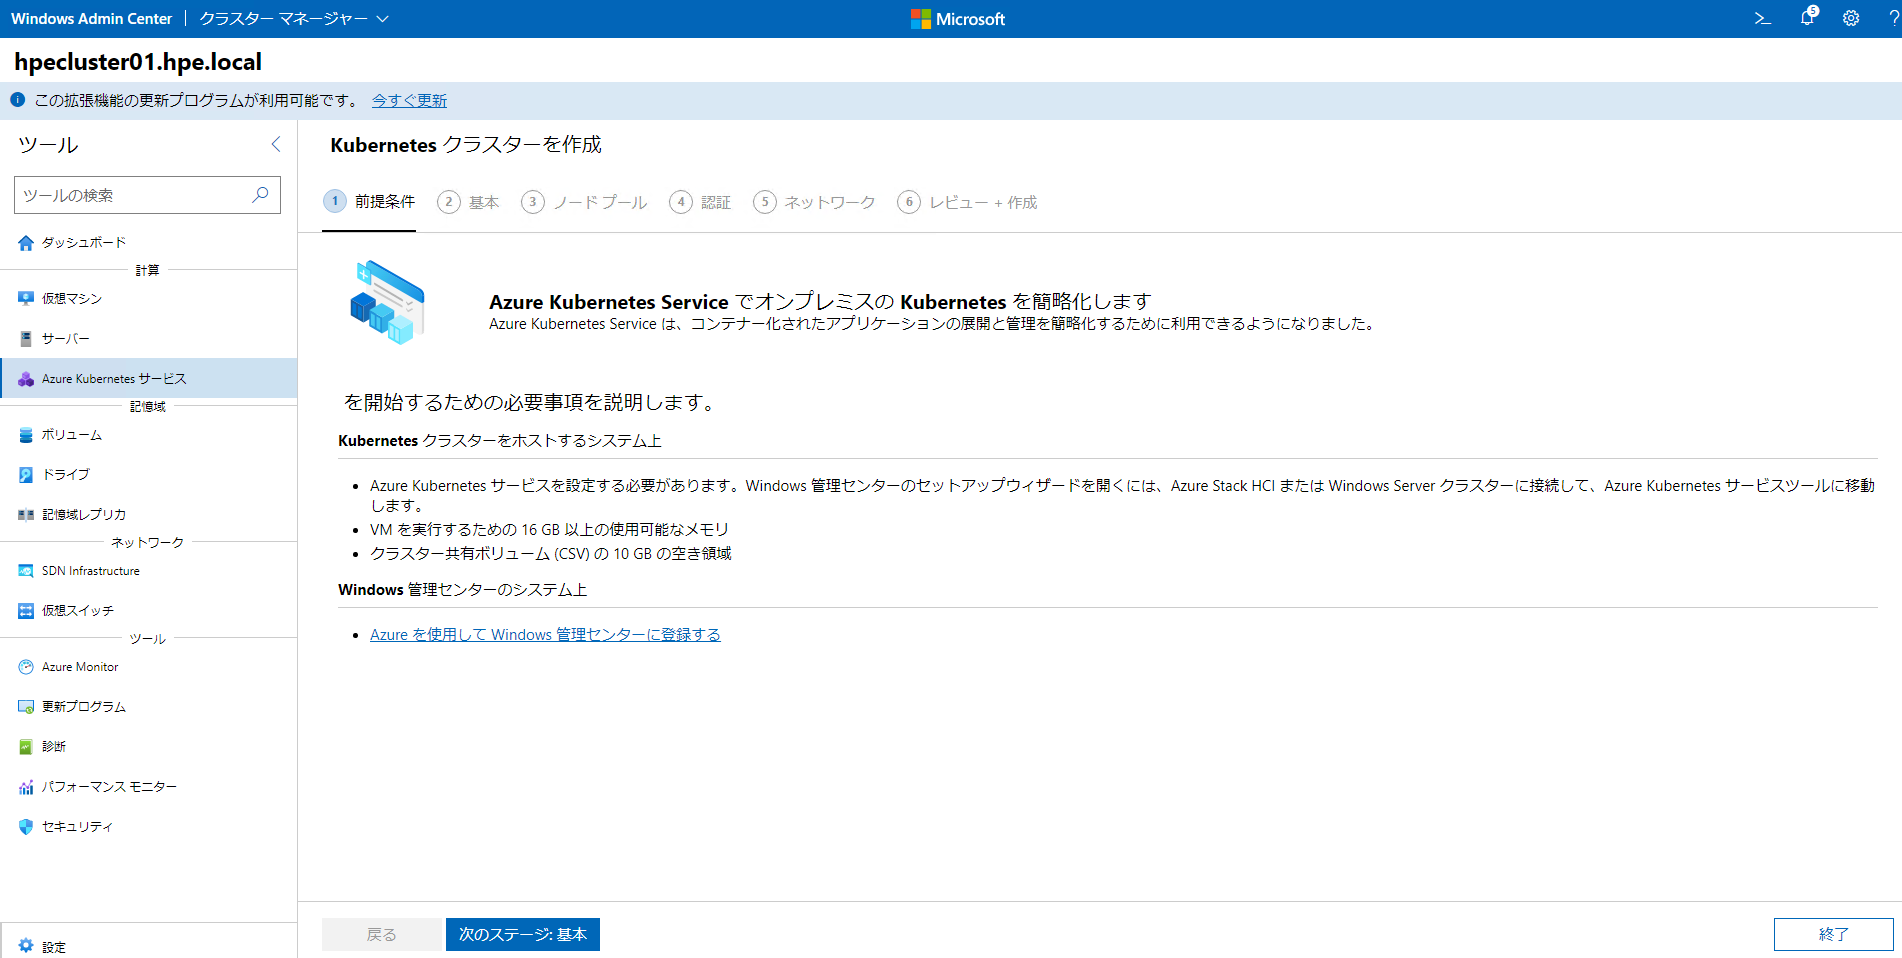 Windows Admin Center
クラスター マネージャー
Microsoft
5
?
hpecluster01.hpe.local
この拡張機能の更新プログラムが利用可能です。 今すぐ更新
ツール
ツールの検索
ダッシュボード
計算
仮想マシン
サーバー
Azure Kubernetes サービス
記憶域
ボリューム
ドライブ
記憶域レプリカ
ネットワーク
SDN Infrastructure
仮想スイッチ
ツール
Azure Monitor
更新プログラム
診断
パフォーマンス モニター
セキュリティ
設定
Kubernetes クラスターを作成
1 前提条件
2 基本
3 ノード プール
4 認証
5 ネットワーク
6 レビュー + 作成
Azure Kubernetes Service でオンプレミスの Kubernetes を簡略化します
Azure Kubernetes Service は、コンテナー化されたアプリケーションの展開と管理を簡略化するために利用できるようになりました。
を開始するための必要事項を説明します。
Kubernetes クラスターをホストするシステム上
• Azure Kubernetes サービスを設定する必要があります。Windows 管理センターのセットアップウィザードを開くには、Azure Stack HCI または Windows Server クラスターに接続して、Azure Kubernetes サービスツールに移動
します。
• VM を実行するための 16 GB 以上の使用可能なメモリ
• クラスター共有ボリューム (CSV) の 10 GB の空き領域
Windows 管理センターのシステム上
• Azure を使用して Windows 管理センターに登録する
戻る
次のステージ: 基本
終了